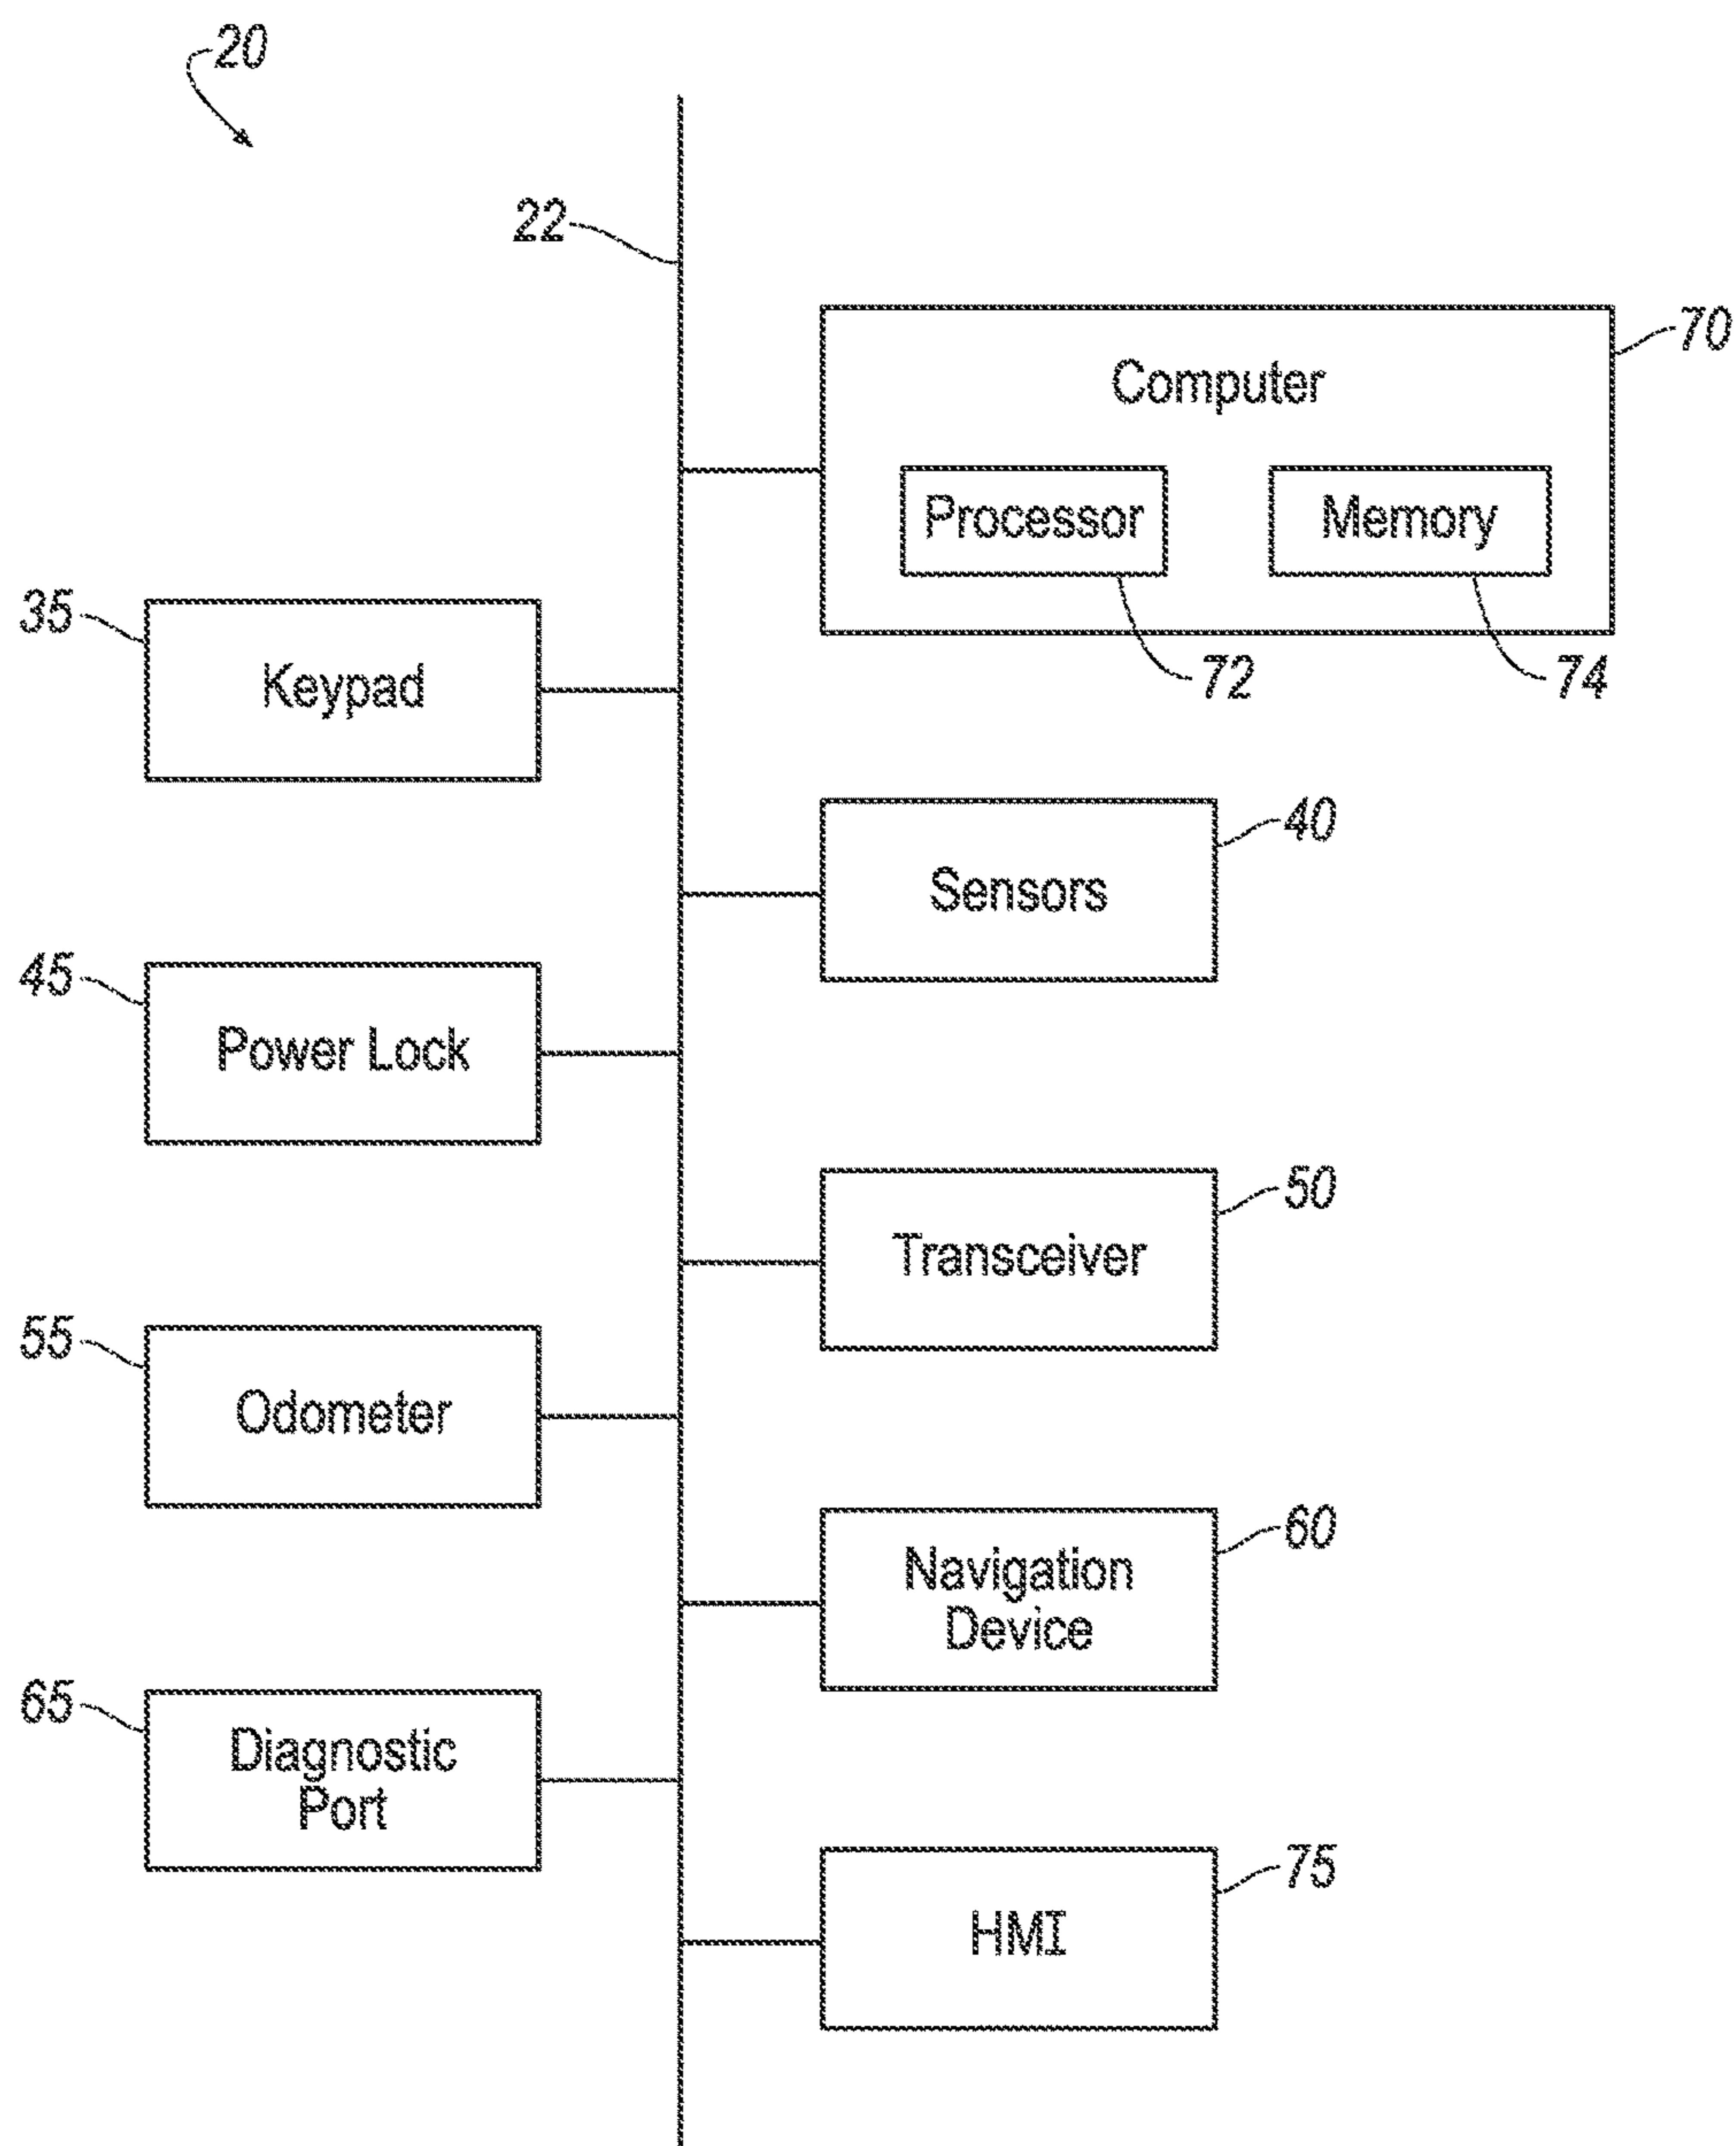 20
22
70
Computer
Processor
Memory
72
74
35
Keypad
40
Sensors
45
Power Lock
50
Transceiver
55
Odometer
60
Navigation
Device
65
Diagnostic
Port
75
HMI